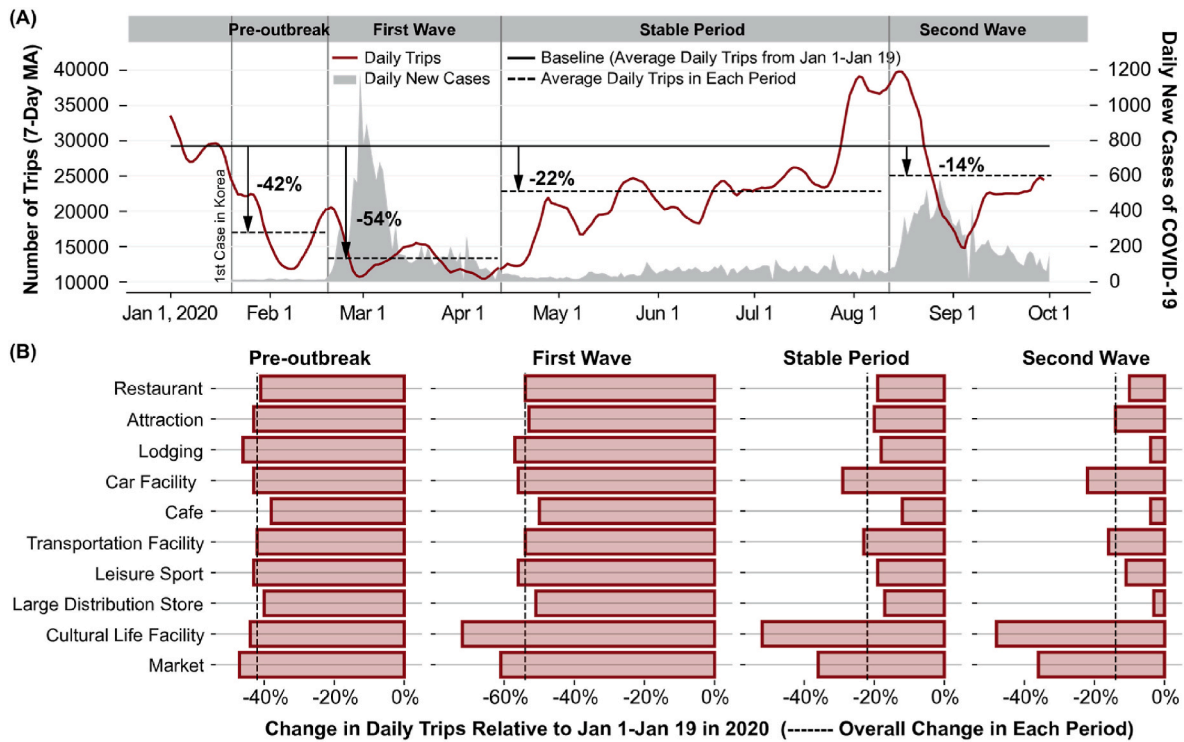 (A)
Pre-outbreak First Wave Stable Period Second Wave
Number of Trips (7-Day MA)
Daily New Cases of COVID-19
Daily Trips
Daily New Cases
Baseline (Average Daily Trips from Jan 1-Jan 19)
Average Daily Trips in Each Period
40000
35000
30000
25000
20000
15000
10000
1200
1000
800
600
400
200
0
1st Case in Korea
-42%
-54%
-22%
-14%
Jan 1, 2020 Feb 1 Mar 1 Apr 1 May 1 Jun 1 Jul 1 Aug 1 Sep 1 Oct 1
(B)
Pre-outbreak First Wave Stable Period Second Wave
Restaurant
Attraction
Lodging
Car Facility
Cafe
Transportation Facility
Leisure Sport
Large Distribution Store
Cultural Life Facility
Market
-40% -20% 0% -60% -40% -20% 0% -40% -20% 0% -40% -20% 0%
Change in Daily Trips Relative to Jan 1-Jan 19 in 2020 (------- Overall Change in Each Period)